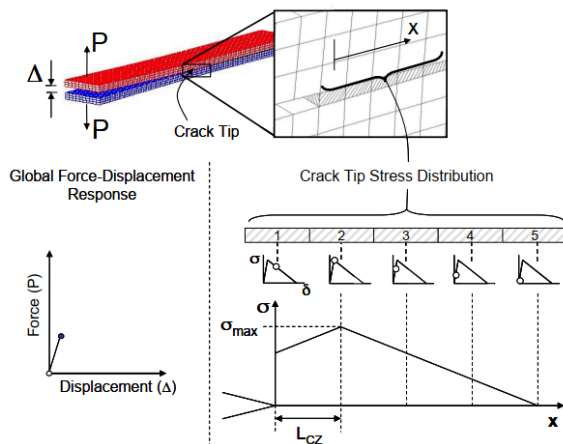 P
Δ
P
Crack Tip
X
Global Force-Displacement
Response
Crack Tip Stress Distribution
1 2 3 4 5
σ
δ
σ
σmax
Force (P)
Displacement (Δ)
x
LCZ